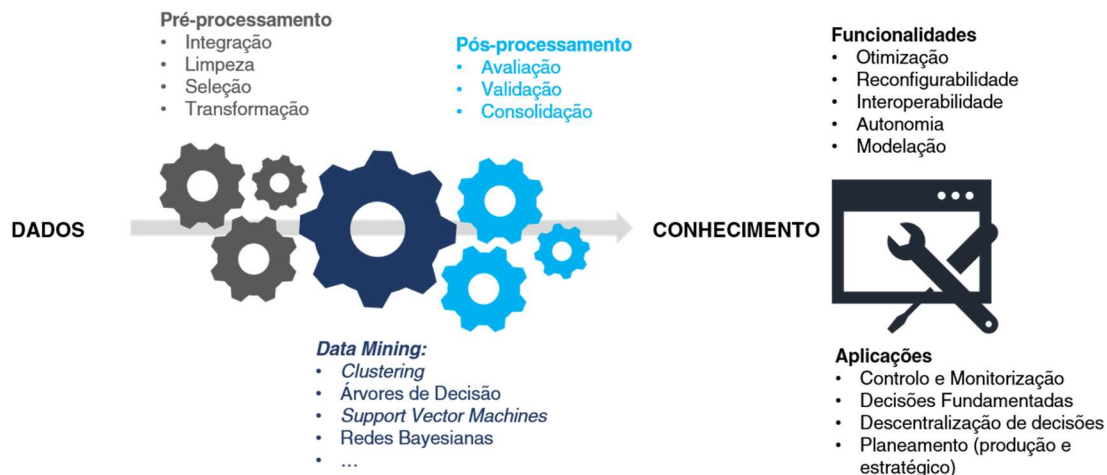 Pré-processamento
• Integração
• Limpeza
• Seleção
• Transformação
Pós-processamento
• Avaliação
• Validação
• Consolidação
Funcionalidades
• Otimização
• Reconfigurabilidade
• Interoperabilidade
• Autonomia
• Modelação
DADOS
CONHECIMENTO
Data Mining:
• Clustering
• Árvores de Decisão
• Support Vector Machines
• Redes Bayesianas
• ...
Aplicações
• Controlo e Monitorização
• Decisões Fundamentadas
• Descentralização de decisões
• Planeamento (produção e
estratégico)